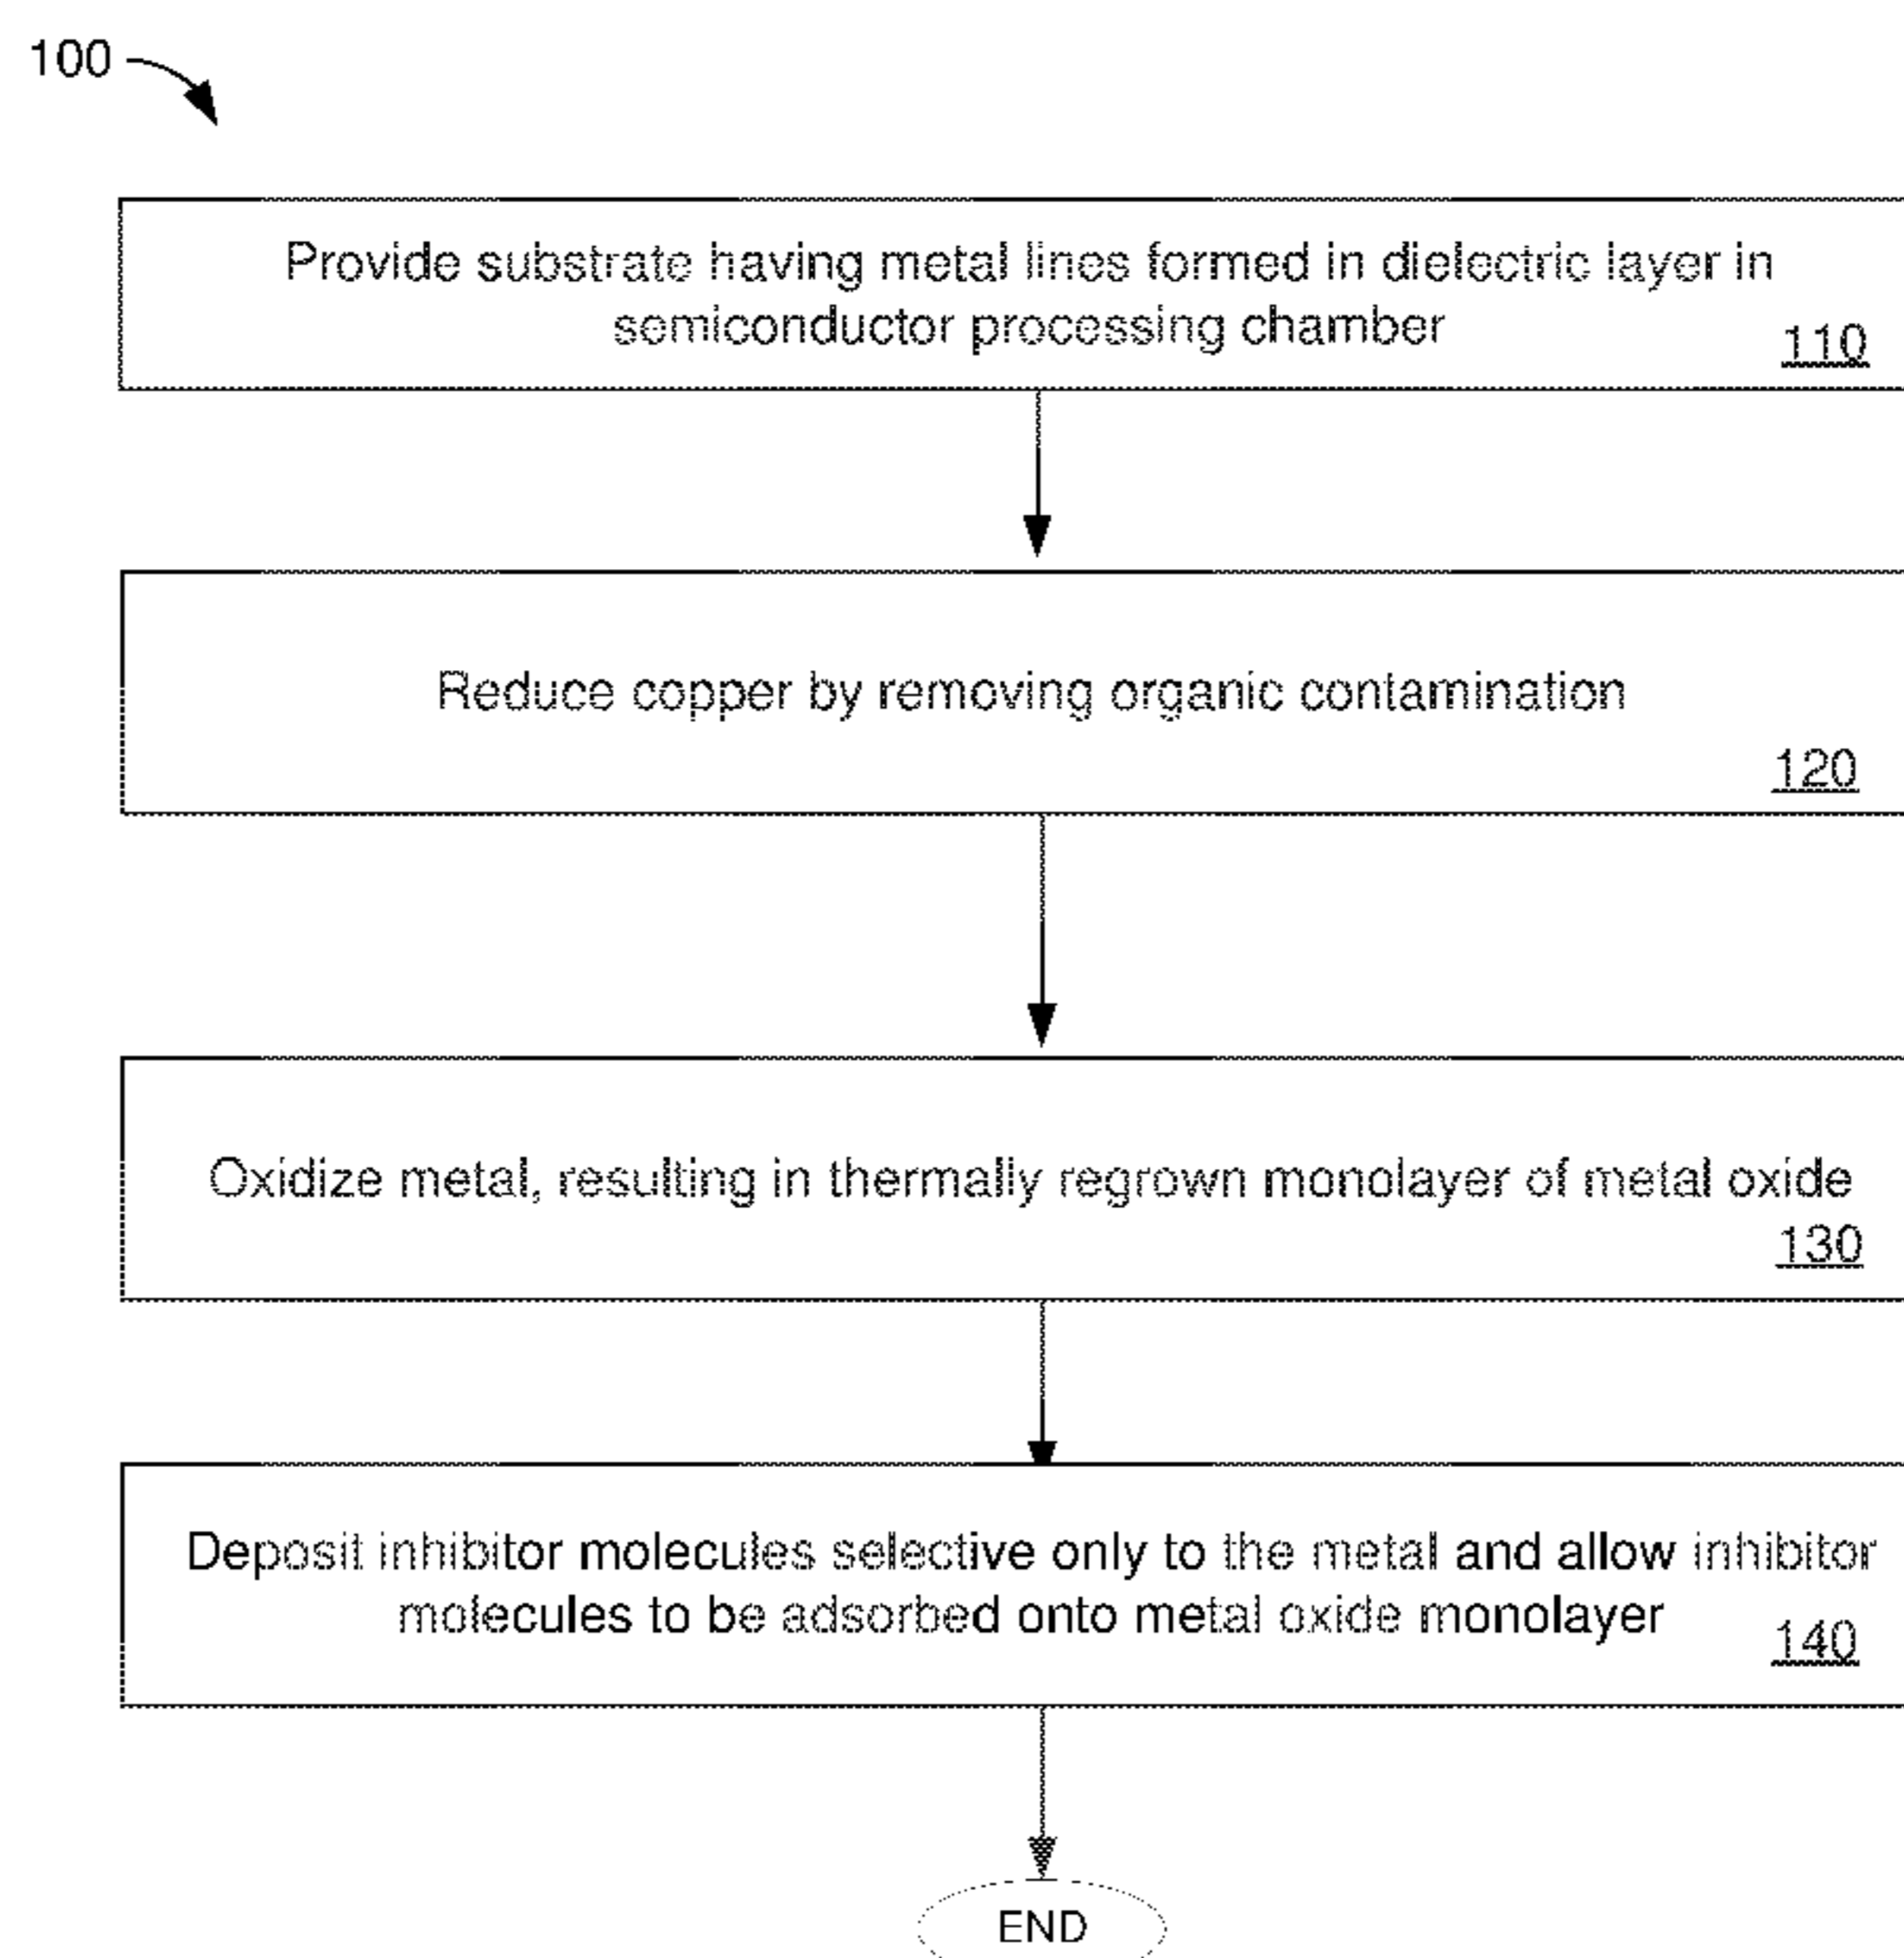 100
Provide substrate having metal lines formed in dielectric layer in
semiconductor processing chamber
110
Reduce copper by removing organic contamination
120
Oxidize metal, resulting in thermally regrown monolayer of metal oxide
130
Deposit inhibitor molecules selective only to the metal and allow inhibitor
molecules to be adsorbed onto metal oxide monolayer
140
END